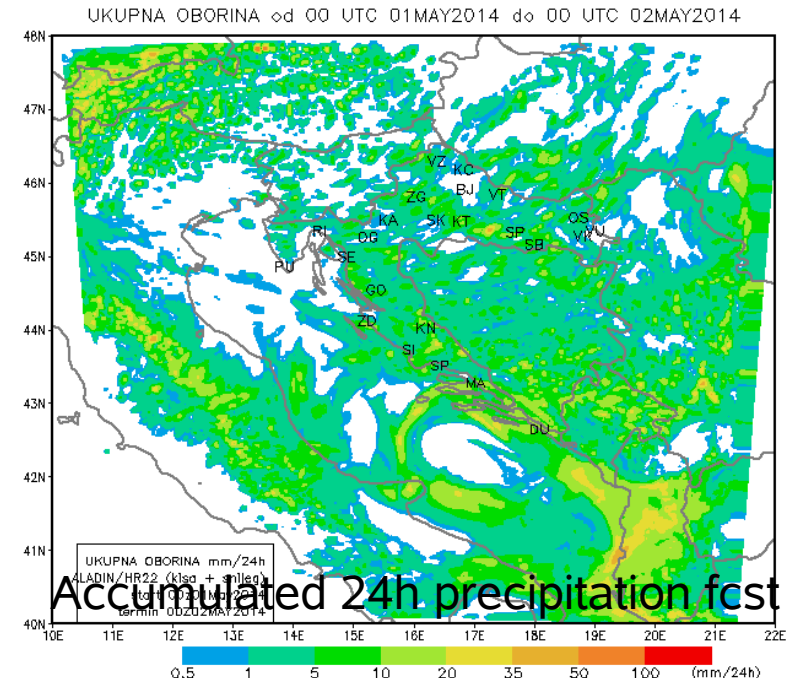 UKUPNA OBORINA od 00 UTC 01MAY2014 do 00 UTC 02MAY2014
48N
47N
46N
45N
44N
43N
42N
41N
40N
VZ
KC
BJ
ZG
VT
KA
SK
KT
OS
RI
OG
SP
VU
VK
SB
PU
SE
GO
ZD
KN
SI
SP
MA
DU
UKUPNA OBORINA mm/24h
ALADIN/HR22 (kisa + snijeg)
start 00Z01May2014
termin 00Z02MAY2014
Accumulated 24h precipitation fcst
10E 11E 12E 13E 14E 15E 16E 17E 18E 19E 20E 21E 22E
0.5 1 5 10 20 35 50 100 (mm/24h)